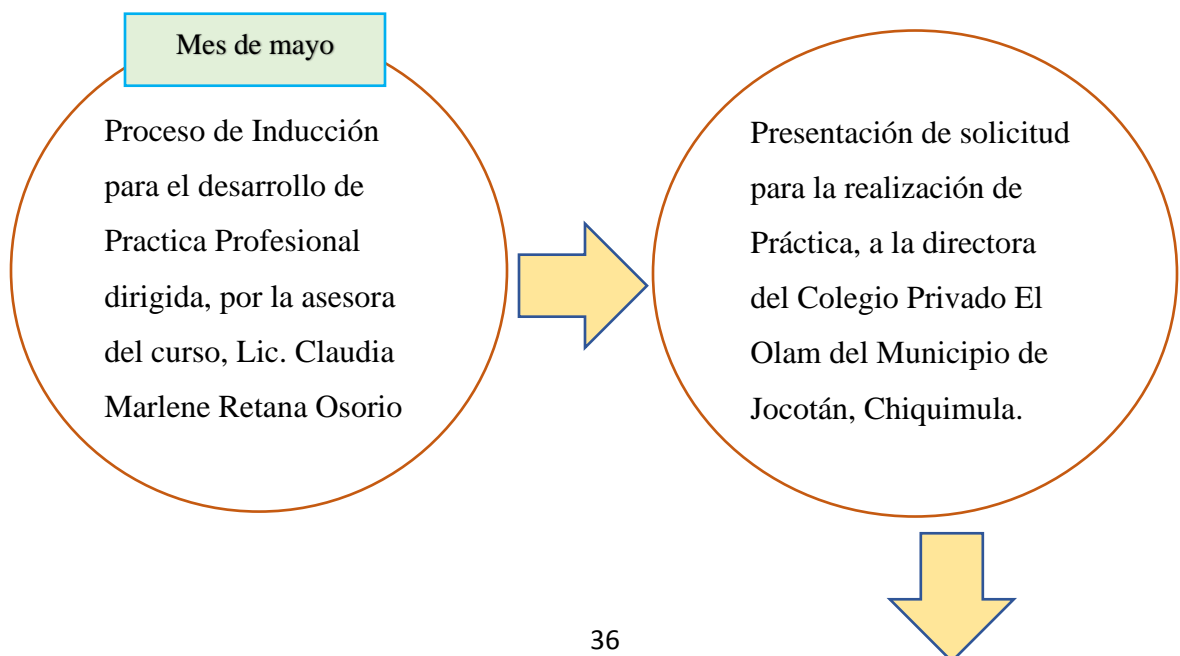 Mes de mayo
Proceso de Inducción
para el desarrollo de
Practica Profesional
dirigida, por la asesora
del curso, Lic. Claudia
Marlene Retana Osorio
Presentación de solicitud
para la realización de
Práctica, a la directora
del Colegio Privado El
Olam del Municipio de
Jocotán, Chiquimula.
36